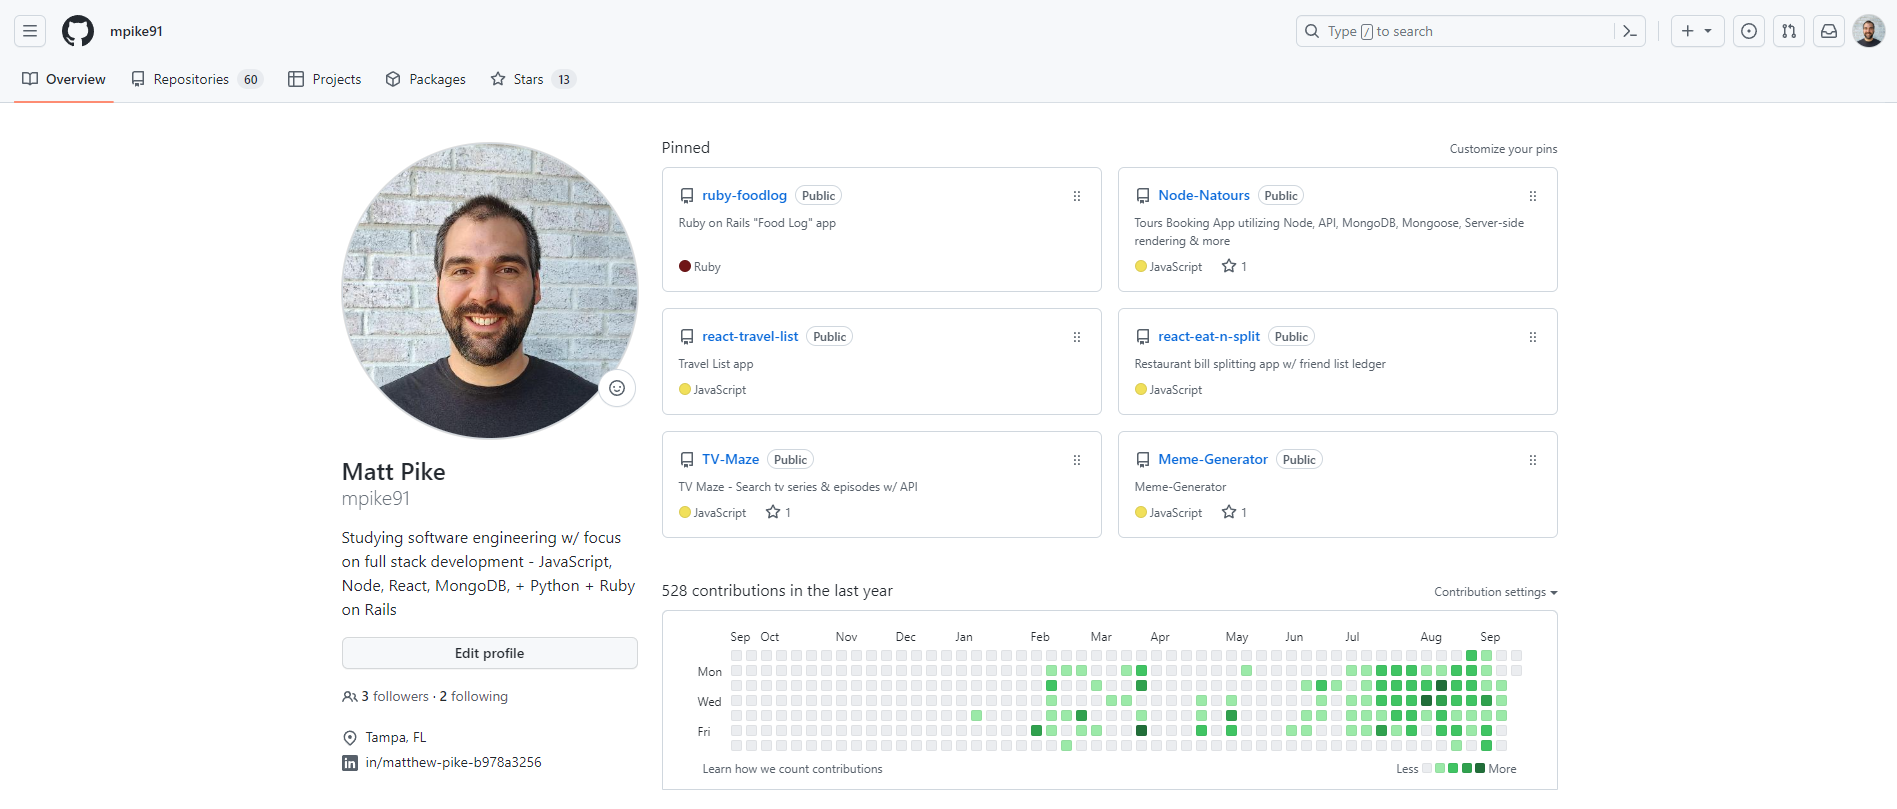 mpike91
Type / to search
Overview
Repositories 60
Projects
Packages
Stars 13
Matt Pike
mpike91
Studying software engineering w/ focus
on full stack development - JavaScript,
Node, React, MongoDB, + Python + Ruby
on Rails
Edit profile
3 followers · 2 following
Tampa, FL
in/matthew-pike-b978a3256
Pinned
Customize your pins
ruby-foodlog Public
Ruby on Rails "Food Log" app
Ruby
Node-Natours Public
Tours Booking App utilizing Node, API, MongoDB, Mongoose, Server-side
rendering & more
JavaScript 1
react-travel-list Public
Travel List app
JavaScript
react-eat-n-split Public
Restaurant bill splitting app w/ friend list ledger
JavaScript
TV-Maze Public
TV Maze - Search tv series & episodes w/ API
JavaScript 1
Meme-Generator Public
Meme-Generator
JavaScript 1
528 contributions in the last year
Contribution settings
Sep Oct Nov Dec Jan Feb Mar Apr May Jun Jul Aug Sep
Mon
Wed
Fri
Learn how we count contributions
Less More